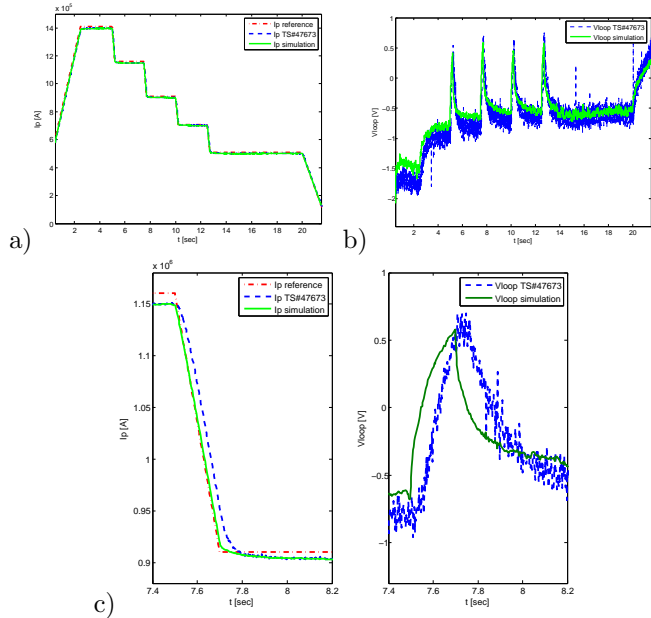 x 10⁵
14
12
10
8
6
4
2
0
Ip [A]
2 4 6 8 10 12 14 16 18 20
t [sec]
Ip reference
Ip TS#47673
Ip simulation
a)
1
0.5
0
−0.5
−1
−1.5
−2
Vloop [V]
2 4 6 8 10 12 14 16 18 20
t [sec]
Vloop TS#47673
Vloop simulation
b)
x 10⁶
1.15
1.1
1.05
1
0.95
0.9
Ip [A]
7.4 7.6 7.8 8 8.2
t [sec]
Ip reference
Ip TS#47673
Ip simulation
c)
1
0.5
0
−0.5
−1
Vloop [V]
7.4 7.6 7.8 8 8.2
t [sec]
Vloop TS#47673
Vloop simulation